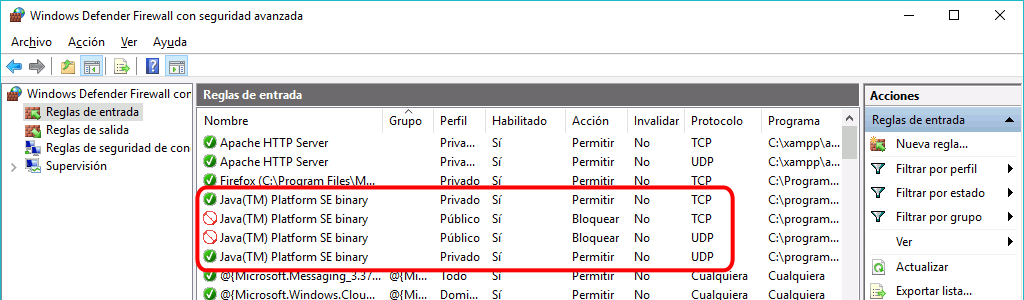 Windows Defender Firewall con seguridad avanzada
Archivo Acción Ver Ayuda
Windows Defender Firewall con
Reglas de entrada
Reglas de salida
Reglas de seguridad de con
Supervisión
Reglas de entrada
Nombre Grupo Perfil Habilitado Acción Invalidar Protocolo Programa
Apache HTTP Server Priva... Sí Permitir No TCP C:\xampp\a...
Apache HTTP Server Priva... Sí Permitir No UDP C:\xampp\a...
Firefox (C:\Program Files\M... Privado Sí Permitir No TCP C:\Program...
Java(TM) Platform SE binary Privado Sí Permitir No TCP C:\program...
Java(TM) Platform SE binary Público Sí Bloquear No TCP C:\program...
Java(TM) Platform SE binary Público Sí Bloquear No UDP C:\program...
Java(TM) Platform SE binary Privado Sí Permitir No UDP C:\program...
@{Microsoft.Messaging_3.37... @{Mic... Todo Sí Permitir No Cualquiera Cualquiera
@{Microsoft.Windows.Clou... @{Mic... Domi... Sí Permitir No Cualquiera Cualquiera
Acciones
Reglas de entrada
Nueva regla...
Filtrar por perfil
Filtrar por estado
Filtrar por grupo
Ver
Actualizar
Exportar lista...